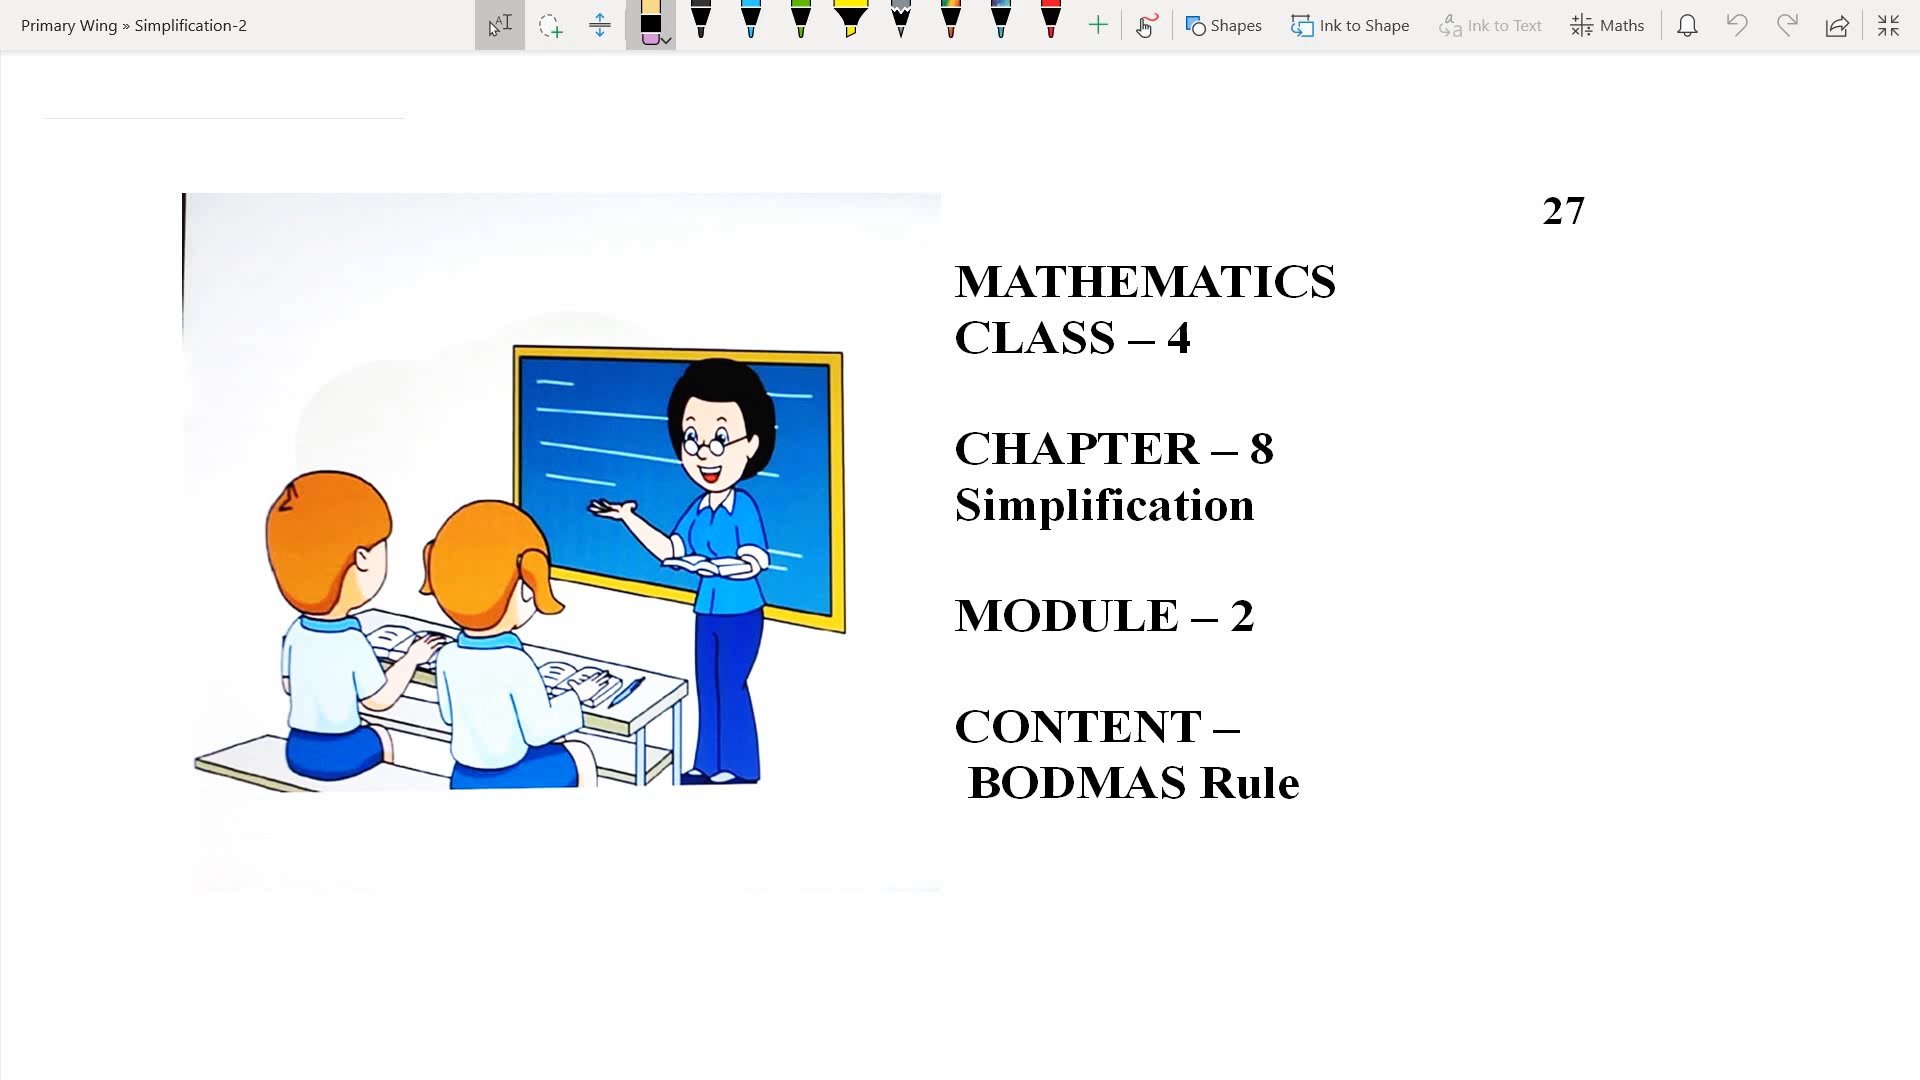 Primary Wing » Simplification-2
Shapes
Ink to Shape
Ink to Text
Maths
27
MATHEMATICS
CLASS – 4
CHAPTER – 8
Simplification
MODULE – 2
CONTENT –
BODMAS Rule